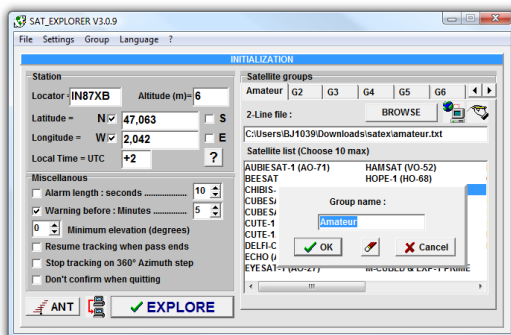 SAT_EXPLORER V3.0.9
File Settings Group Language ?
INITIALIZATION
Station
Locator = IN87XB Altitude (m)= 6
Latitude = N 47,063 S
Longitude = W 2,042 E
Local Time = UTC +2 ?
Miscellanous
Alarm length : seconds .................... 10
Warning before : Minutes ............... 5
0 Minimum elevation (degrees)
Resume tracking when pass ends
Stop tracking on 360° Azimuth step
Don't confirm when quitting
ANT EXPLORE
Satellite groups
Amateur G2 G3 G4 G5 G6
2-Line file : BROWSE
C:\Users\BJ1039\Downloads\satex\amateur.txt
Satellite list (Choose 10 max)
AUBIESAT-1 (AO-71) HAMSAT (VO-52)
BEESAT HOPE-1 (HO-68)
CHIBIS-
CUBESA
CUBESA
CUTE-1
CUTE-1
DELFI-C
ECHO (A
EYESAT-1 (AO-27) M-CUBED & EXP-1 PRIME
Group name :
Amateur
OK Cancel